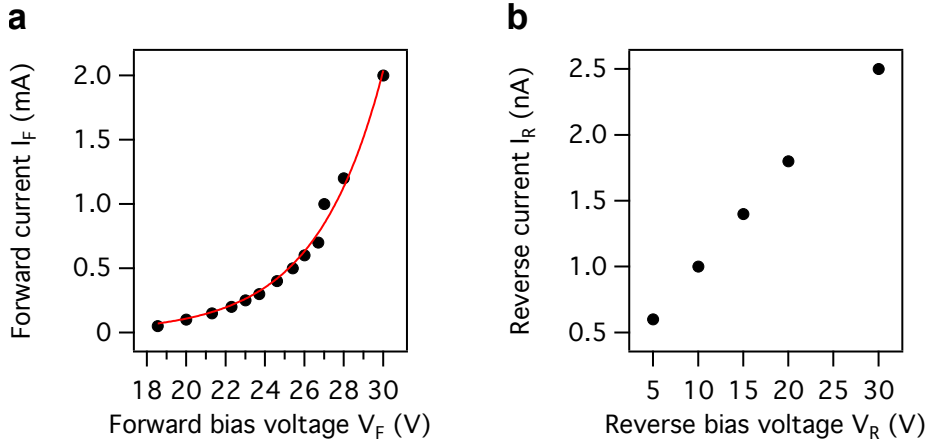 a
Forward current I_F (mA)
2.0
1.5
1.0
0.5
0
18 20 22 24 26 28 30
Forward bias voltage V_F (V)
b
Reverse current I_R (nA)
2.5
2.0
1.5
1.0
0.5
5 10 15 20 30
Reverse bias voltage V_R (V)